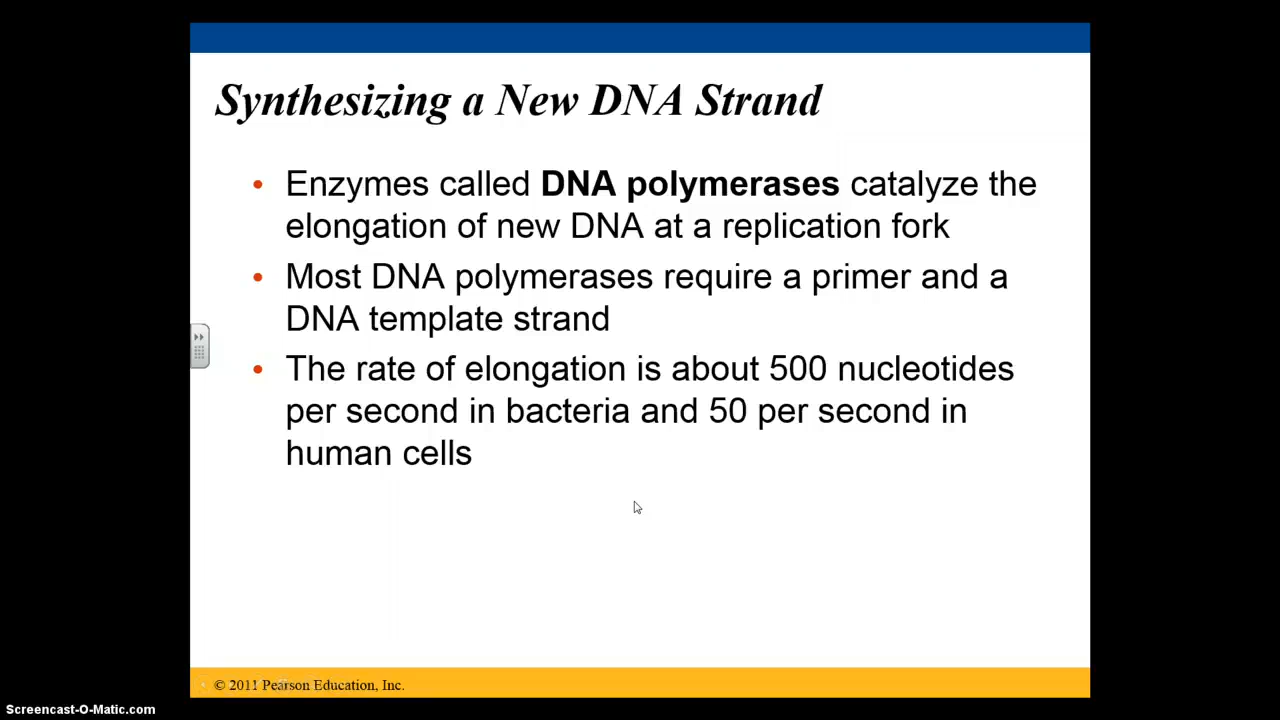 Synthesizing a New DNA Strand
• Enzymes called DNA polymerases catalyze the
elongation of new DNA at a replication fork
• Most DNA polymerases require a primer and a
DNA template strand
• The rate of elongation is about 500 nucleotides
per second in bacteria and 50 per second in
human cells
© 2011 Pearson Education, Inc.
Screencast-O-Matic.com